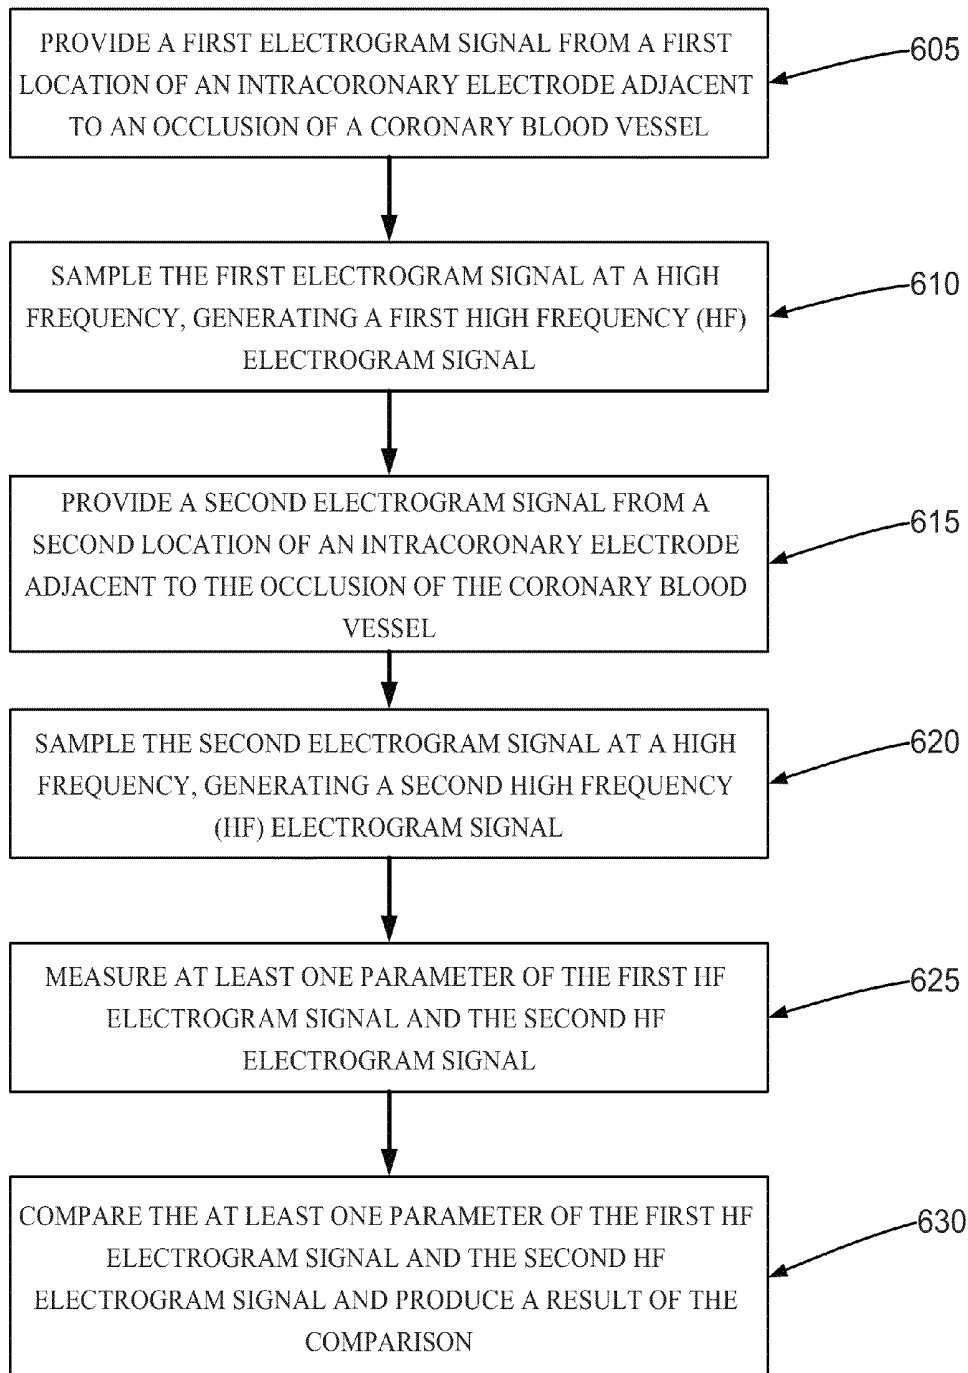 PROVIDE A FIRST ELECTROGRAM SIGNAL FROM A FIRST
LOCATION OF AN INTRACORONARY ELECTRODE ADJACENT
TO AN OCCLUSION OF A CORONARY BLOOD VESSEL
605
SAMPLE THE FIRST ELECTROGRAM SIGNAL AT A HIGH
FREQUENCY, GENERATING A FIRST HIGH FREQUENCY (HF)
ELECTROGRAM SIGNAL
610
PROVIDE A SECOND ELECTROGRAM SIGNAL FROM A
SECOND LOCATION OF AN INTRACORONARY ELECTRODE
ADJACENT TO THE OCCLUSION OF THE CORONARY BLOOD
VESSEL
615
SAMPLE THE SECOND ELECTROGRAM SIGNAL AT A HIGH
FREQUENCY, GENERATING A SECOND HIGH FREQUENCY
(HF) ELECTROGRAM SIGNAL
620
MEASURE AT LEAST ONE PARAMETER OF THE FIRST HF
ELECTROGRAM SIGNAL AND THE SECOND HF
ELECTROGRAM SIGNAL
625
COMPARE THE AT LEAST ONE PARAMETER OF THE FIRST HF
ELECTROGRAM SIGNAL AND THE SECOND HF
ELECTROGRAM SIGNAL AND PRODUCE A RESULT OF THE
COMPARISON
630